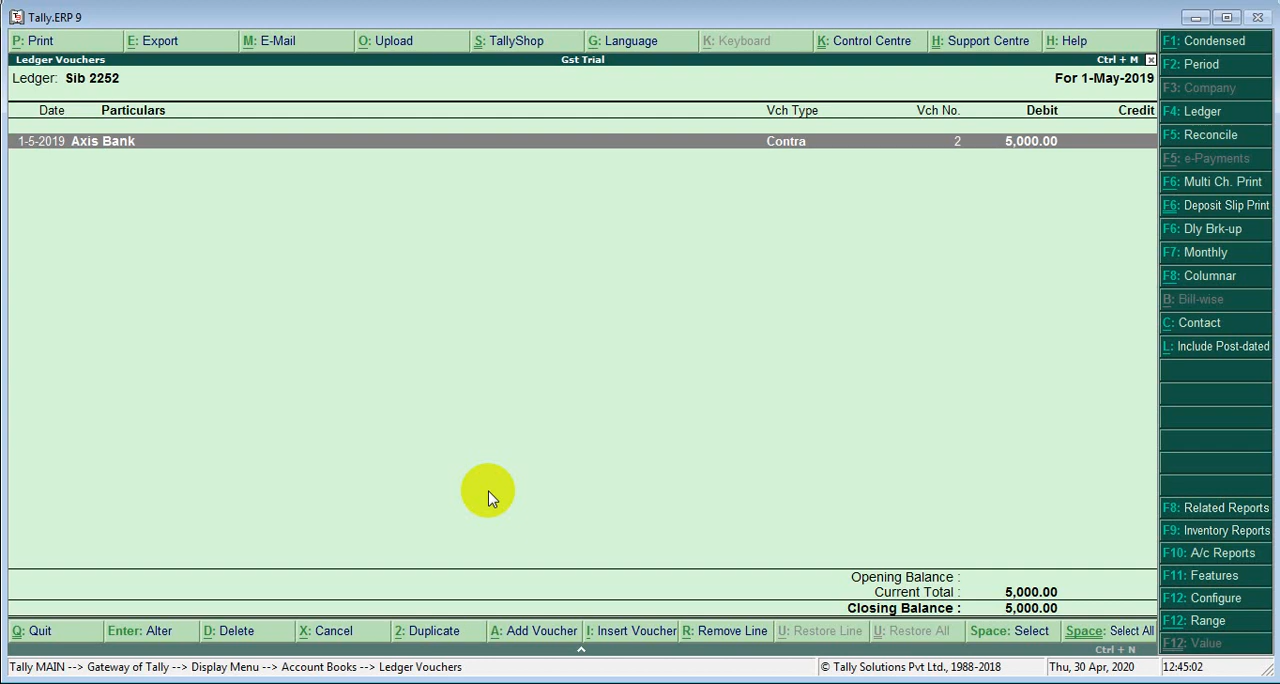 Tally.ERP 9
P: Print E: Export M: E-Mail O: Upload S: TallyShop G: Language K: Keyboard K: Control Centre H: Support Centre H: Help
Ledger Vouchers Gst Trial Ctrl + M
Ledger: Sib 2252 For 1-May-2019
Date Particulars Vch Type Vch No. Debit Credit
1-5-2019 Axis Bank Contra 2 5,000.00
Opening Balance :
Current Total : 5,000.00
Closing Balance : 5,000.00
Q: Quit Enter: Alter D: Delete X: Cancel 2: Duplicate A: Add Voucher I: Insert Voucher R: Remove Line U: Restore Line U: Restore All Space: Select Space: Select All
Ctrl + N
Tally MAIN --> Gateway of Tally --> Display Menu --> Account Books --> Ledger Vouchers © Tally Solutions Pvt Ltd., 1988-2018 Thu, 30 Apr, 2020 12:45:02
F1: Condensed
F2: Period
F3: Company
F4: Ledger
F5: Reconcile
F5: e-Payments
F6: Multi Ch. Print
F6: Deposit Slip Print
F6: Dly Brk-up
F7: Monthly
F8: Columnar
B: Bill-wise
C: Contact
L: Include Post-dated
F8: Related Reports
F9: Inventory Reports
F10: A/c Reports
F11: Features
F12: Configure
F12: Range
F12: Value